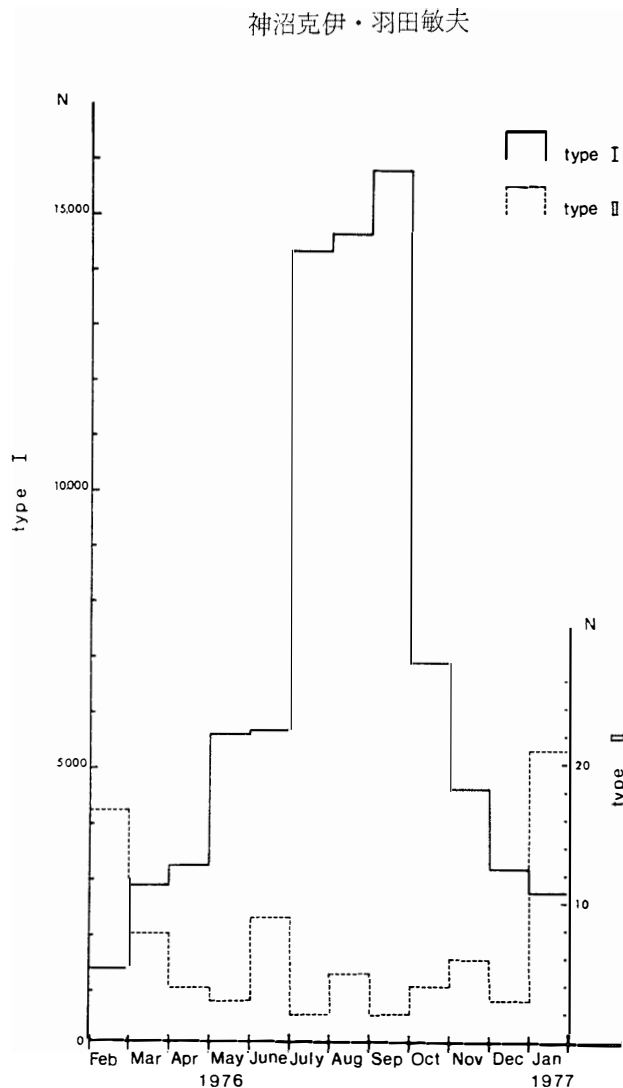 神沼克伊・羽田敏夫
N
type I
type II
15,000
10,000
5000
0
type I
N
20
10
type II
Feb Mar Apr May June July Aug Sep Oct Nov Dec Jan
1976 1977